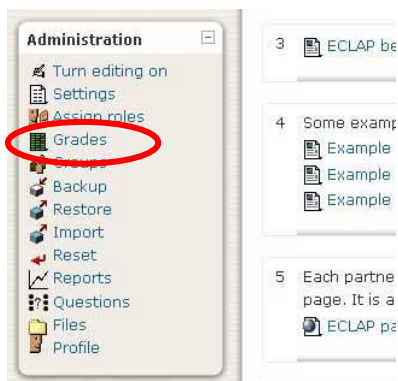 Administration
Turn editing on
Settings
Assign roles
Grades
Groups
Backup
Restore
Import
Reset
Reports
Questions
Files
Profile
3 ECLAP be
4 Some examp
Example
Example
Example
5 Each partne
page. It is a
ECLAP pa